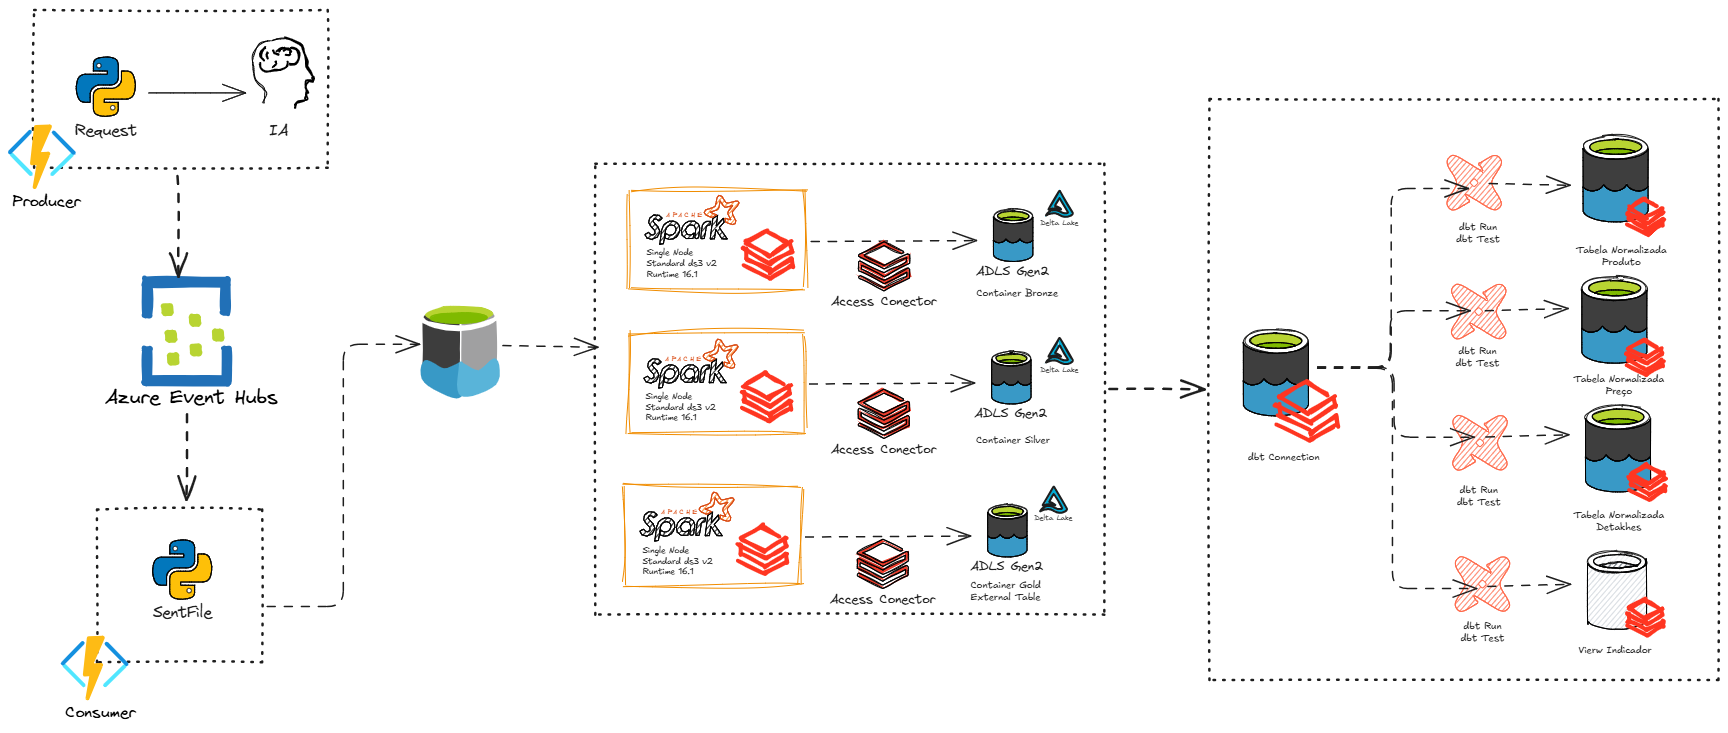 Request
IA
Producer
Azure Event Hubs
SentFile
Consumer
APACHE
Spark
Single Node
Standard ds3 v2
Runtime 16.1
Access Conector
Delta Lake
ADLS Gen2
Container Bronze
APACHE
Spark
Single Node
Standard ds3 v2
Runtime 16.1
Access Conector
Delta Lake
ADLS Gen2
Container Silver
APACHE
Spark
Single Node
Standard ds3 v2
Runtime 16.1
Access Conector
Delta Lake
ADLS Gen2
Container Gold
External Table
dbt Connection
dbt Run
dbt Test
Tabela Normalizada
Produto
dbt Run
dbt Test
Tabela Normalizada
Preço
dbt Run
dbt Test
Tabela Normalizada
Detakhes
dbt Run
dbt Test
Vierw Indicador